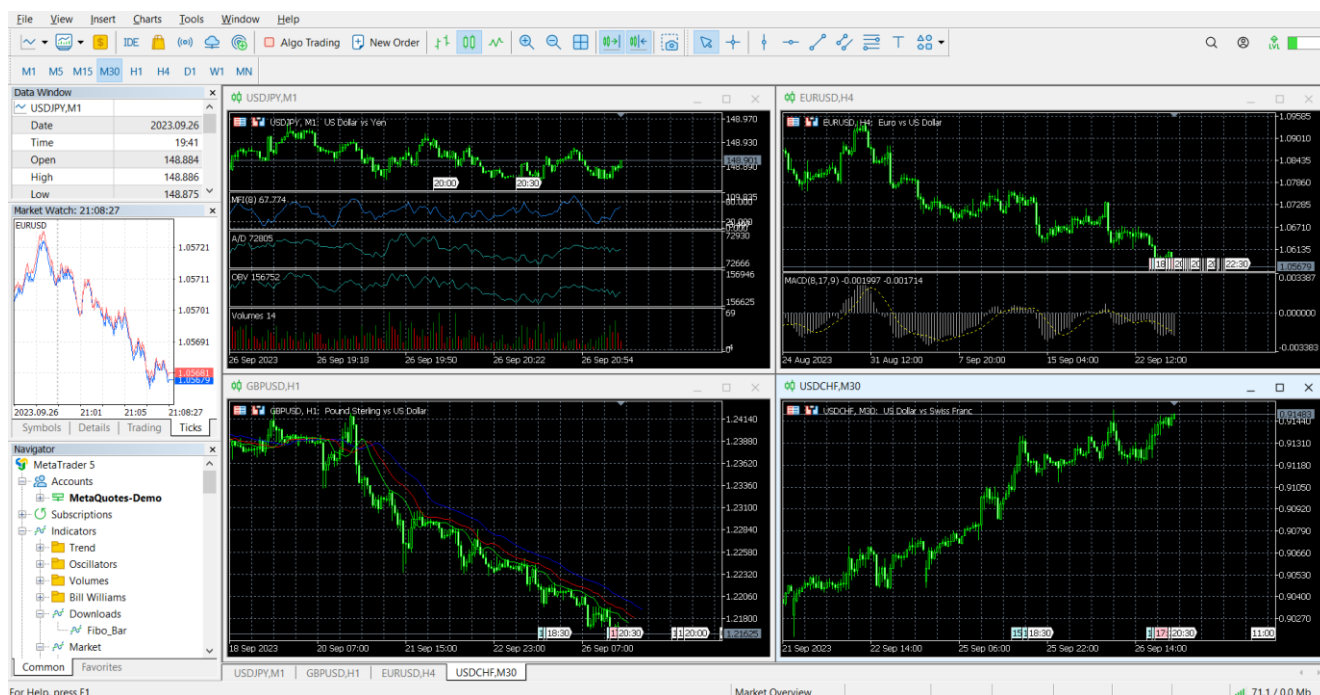 File View Insert Charts Tools Window Help
IDE Algo Trading New Order LVL
M1 M5 M15 M30 H1 H4 D1 W1 MN
Data Window
USDJPY,M1
Date 2023.09.26
Time 19:41
Open 148.884
High 148.886
Low 148.875
Market Watch: 21:08:27
EURUSD
1.05721
1.05711
1.05701
1.05691
1.05681
1.05679
2023.09.26 21:01 21:05 21:08:27
Symbols Details Trading Ticks
Navigator
MetaTrader 5
Accounts
MetaQuotes-Demo
Subscriptions
Indicators
Trend
Oscillators
Volumes
Bill Williams
Downloads
Fibo_Bar
Market
Common Favorites
USDJPY,M1
USDJPY, M1: US Dollar vs Yen
148.970
148.930
148.901
148.890
20:00 20:30
MFI(8) 67.774
80.000
20.000
A/D 72805
72930
72666
OBV 156752
156946
156625
Volumes 14
69
26 Sep 2023 26 Sep 19:18 26 Sep 19:50 26 Sep 20:22 26 Sep 20:54
EURUSD,H4
EURUSD, H4: Euro vs US Dollar
1.09585
1.09010
1.08435
1.07860
1.07285
1.06710
1.06135
1.05679
22:30
MACD(8,17,9) -0.001997 -0.001714
0.003387
0.000000
-0.003383
24 Aug 2023 31 Aug 12:00 7 Sep 20:00 15 Sep 04:00 22 Sep 12:00
GBPUSD,H1
GBPUSD, H1: Pound Sterling vs US Dollar
1.24140
1.23880
1.23620
1.23360
1.23100
1.22840
1.22580
1.22320
1.22060
1.21800
1.21625
18:30 20:30 20:00
18 Sep 2023 20 Sep 07:00 21 Sep 15:00 22 Sep 23:00 26 Sep 07:00
USDCHF,M30
USDCHF, M30: US Dollar vs Swiss Franc
0.91483
0.91440
0.91310
0.91180
0.91050
0.90920
0.90790
0.90660
0.90530
0.90400
0.90270
18:30 20:30 11:00
21 Sep 2023 22 Sep 14:00 25 Sep 06:00 25 Sep 22:00 26 Sep 14:00
USDJPY,M1 GBPUSD,H1 EURUSD,H4 USDCHF,M30
For Help, press F1 Market Overview 71.1 / 0.0 Mb